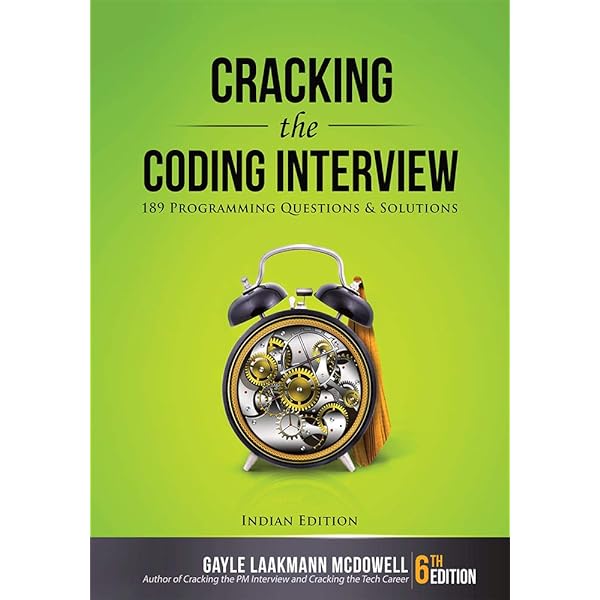 CRACKING
the
CODING INTERVIEW
189 PROGRAMMING QUESTIONS & SOLUTIONS
INDIAN EDITION
GAYLE LAAKMANN MCDOWELL
Author of Cracking the PM Interview and Cracking the Tech Career
6TH
EDITION